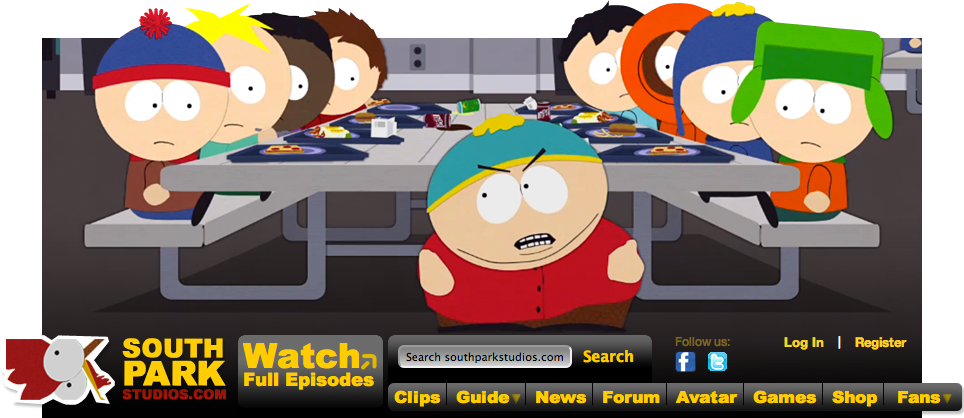 SOUTH
PARK
STUDIOS.COM
Watch
Full Episodes
Search southparkstudios.com
Search
Follow us:
Log In | Register
Clips
Guide
News
Forum
Avatar
Games
Shop
Fans